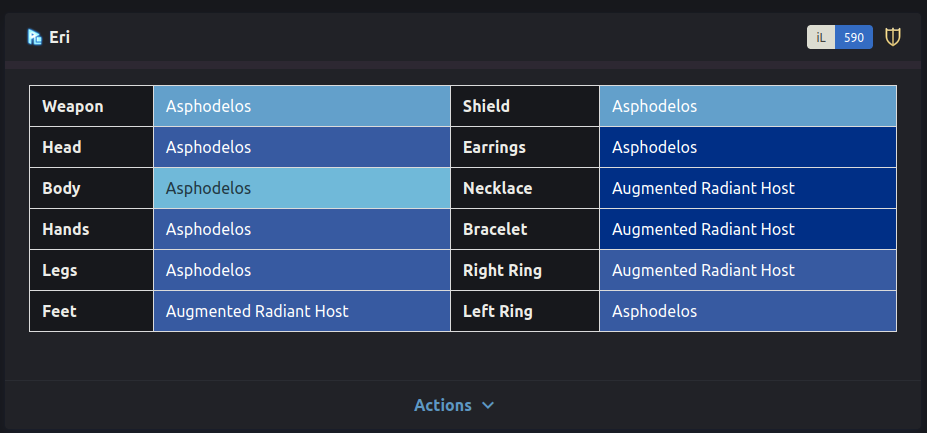 Eri
iL 590
Weapon Asphodelos Shield Asphodelos
Head Asphodelos Earrings Asphodelos
Body Asphodelos Necklace Augmented Radiant Host
Hands Asphodelos Bracelet Augmented Radiant Host
Legs Asphodelos Right Ring Augmented Radiant Host
Feet Augmented Radiant Host Left Ring Asphodelos
Actions